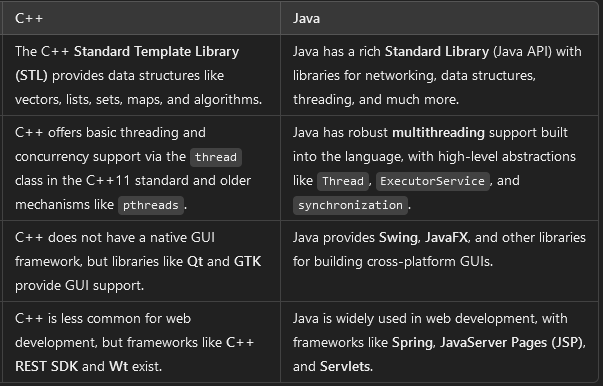 C++
Java
The C++ Standard Template Library
(STL) provides data structures like
vectors, lists, sets, maps, and algorithms.
Java has a rich Standard Library (Java API) with
libraries for networking, data structures,
threading, and much more.
C++ offers basic threading and
concurrency support via the thread
class in the C++11 standard and older
mechanisms like pthreads.
Java has robust multithreading support built
into the language, with high-level abstractions
like Thread, ExecutorService, and
synchronization.
C++ does not have a native GUI
framework, but libraries like Qt and GTK
provide GUI support.
Java provides Swing, JavaFX, and other libraries
for building cross-platform GUIs.
C++ is less common for web
development, but frameworks like C++
REST SDK and Wt exist.
Java is widely used in web development, with
frameworks like Spring, JavaServer Pages (JSP),
and Servlets.